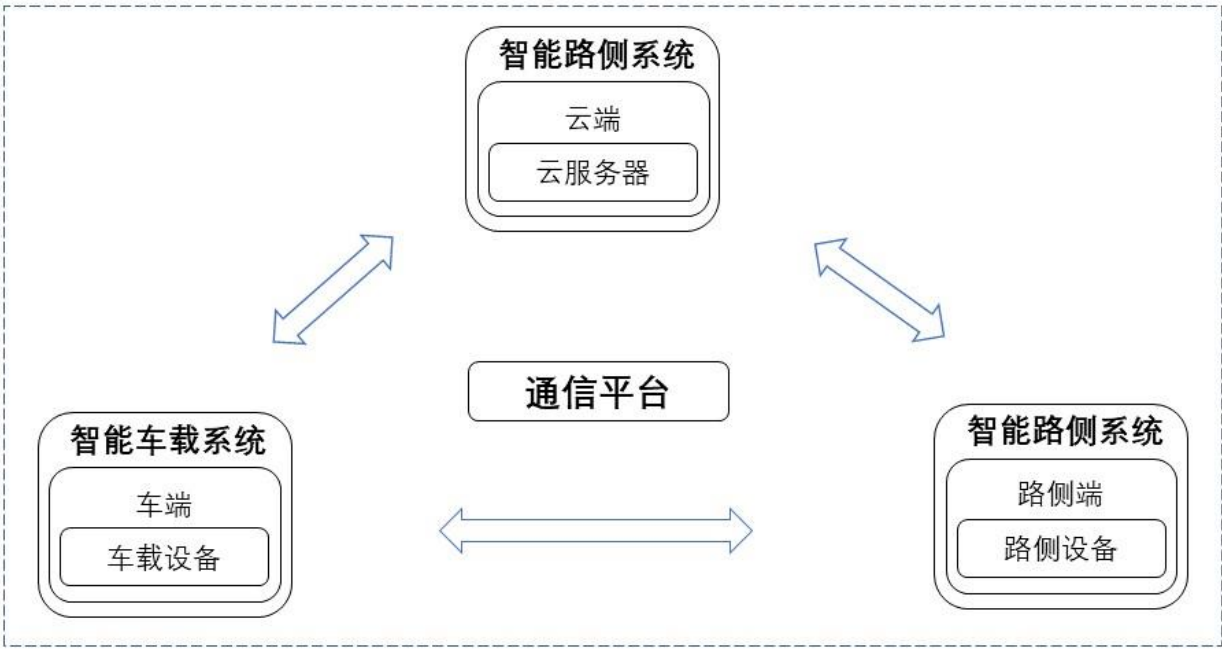 智能路侧系统
云端
云服务器
通信平台
智能车载系统
车端
车载设备
智能路侧系统
路侧端
路侧设备